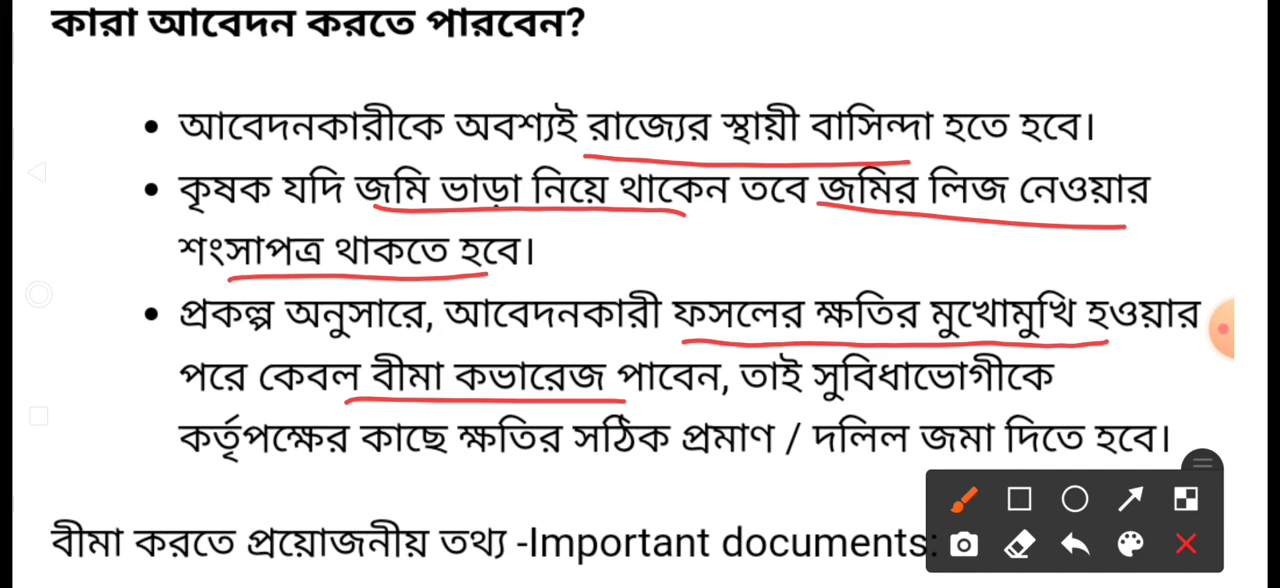 কারা আবেদন করতে পারবেন?
• আবেদনকারীকে অবশ্যই রাজ্যের স্থায়ী বাসিন্দা হতে হবে।
• কৃষক যদি জমি ভাড়া নিয়ে থাকেন তবে জমির লিজ নেওয়ার
শংসাপত্র থাকতে হবে।
• প্রকল্প অনুসারে, আবেদনকারী ফসলের ক্ষতির মুখোমুখি হওয়ার
পরে কেবল বীমা কভারেজ পাবেন, তাই সুবিধাভোগীকে
কর্তৃপক্ষের কাছে ক্ষতির সঠিক প্রমাণ / দলিল জমা দিতে হবে।
বীমা করতে প্রয়োজনীয় তথ্য -Important documents: